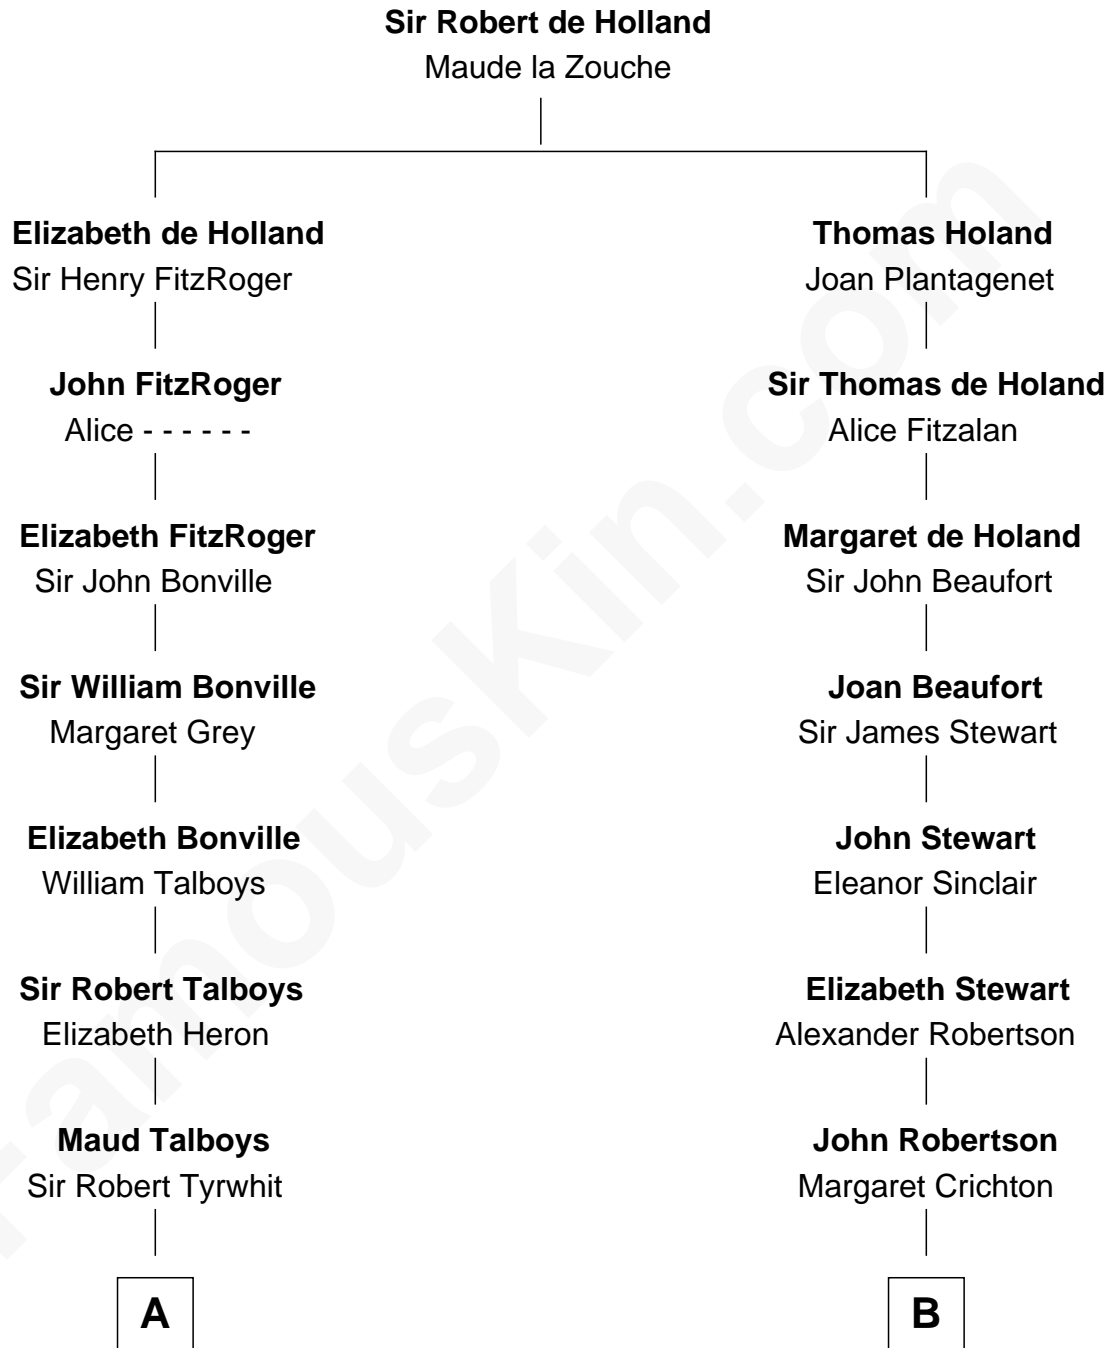 Sir Robert de Holland
Maude la Zouche
Elizabeth de Holland
Sir Henry FitzRoger
Thomas Holand
Joan Plantagenet
John FitzRoger
Alice - - - - - -
Sir Thomas de Holand
Alice Fitzalan
Elizabeth FitzRoger
Sir John Bonville
Margaret de Holand
Sir John Beaufort
Sir William Bonville
Margaret Grey
Joan Beaufort
Sir James Stewart
Elizabeth Bonville
William Talboys
John Stewart
Eleanor Sinclair
Sir Robert Talboys
Elizabeth Heron
Elizabeth Stewart
Alexander Robertson
Maud Talboys
Sir Robert Tyrwhit
John Robertson
Margaret Crichton
A
B
FamousKin.com